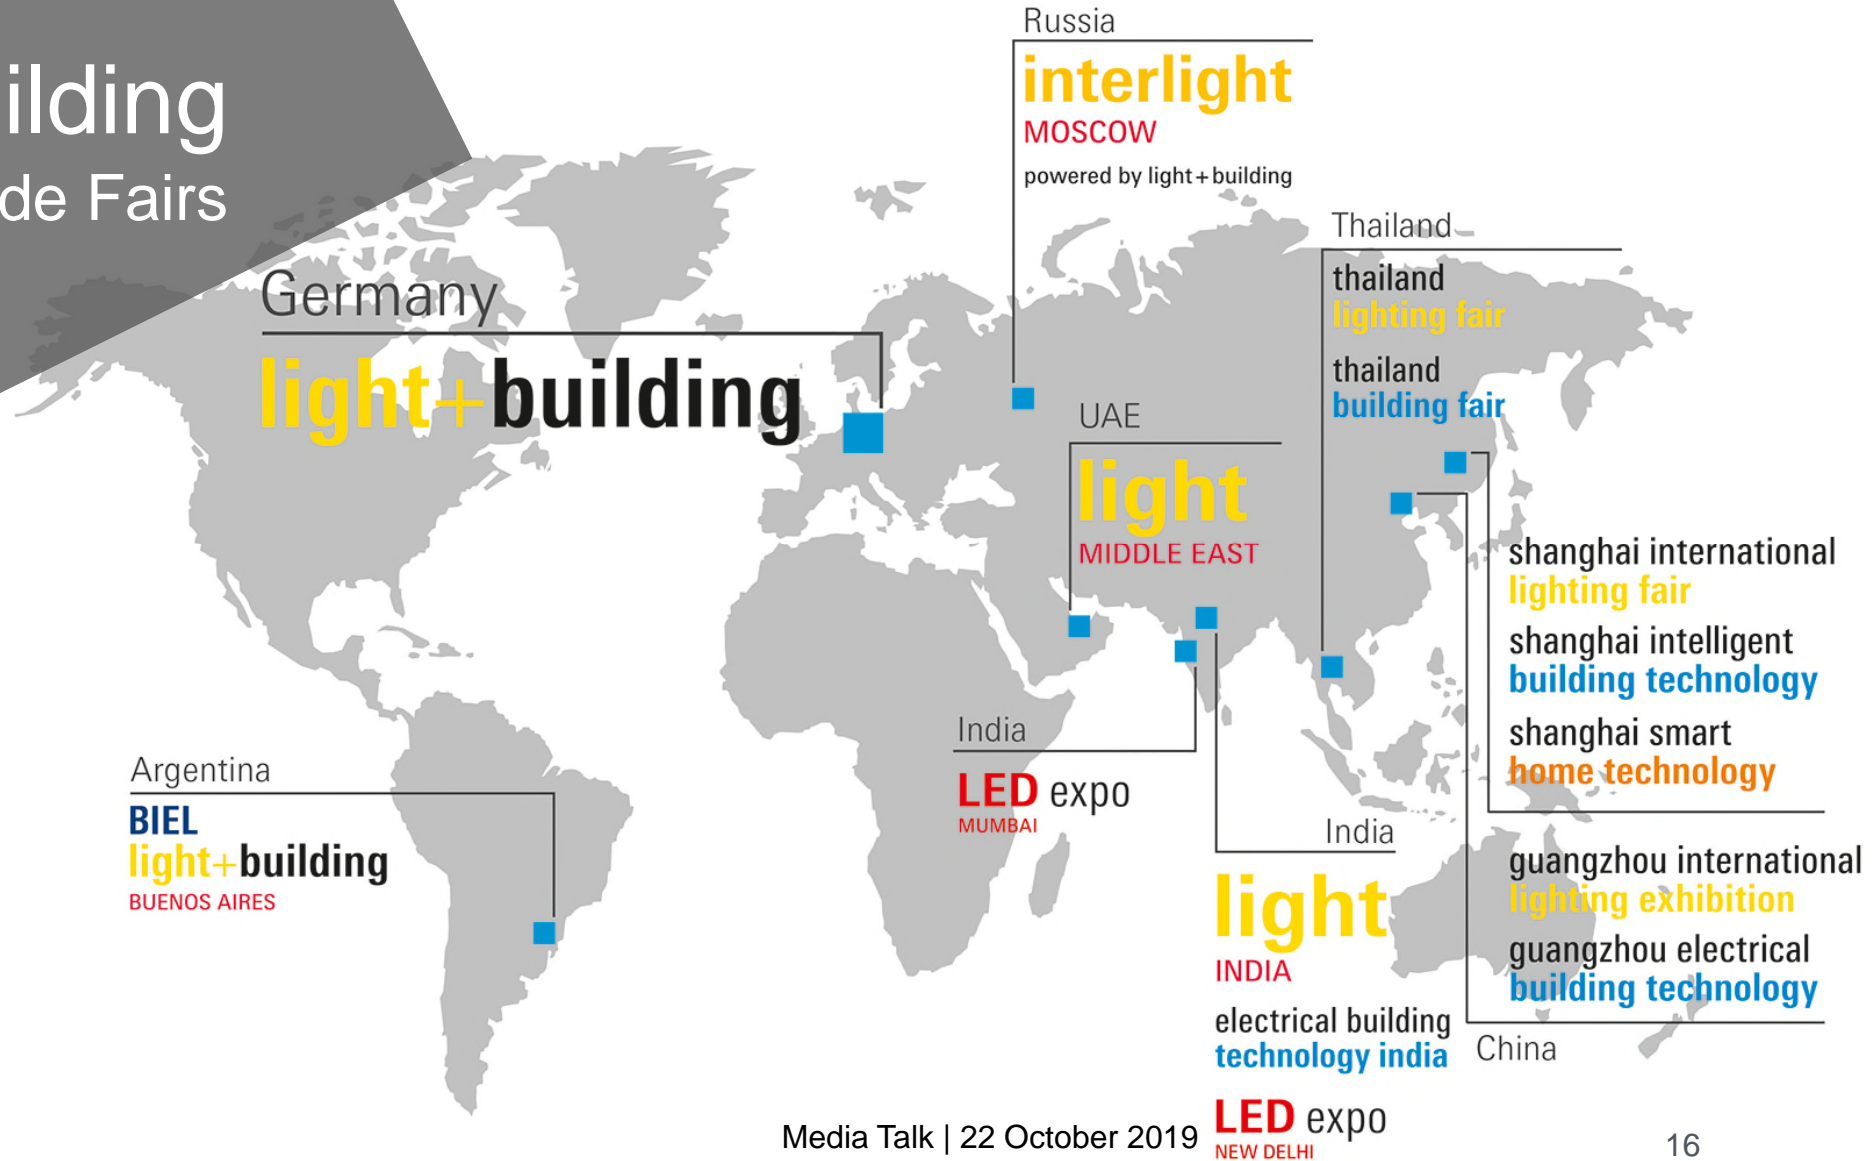 ilding
de Fairs
Russia
interlight
MOSCOW
powered by light+building
Thailand
thailand
lighting fair
thailand
building fair
Germany
light+building
UAE
light
MIDDLE EAST
shanghai international
lighting fair
shanghai intelligent
building technology
shanghai smart
home technology
India
LED expo
MUMBAI
Argentina
BIEL
light+building
BUENOS AIRES
India
light
INDIA
electrical building
technology india
LED expo
NEW DELHI
guangzhou international
lighting exhibition
guangzhou electrical
building technology
China
Media Talk | 22 October 2019
16